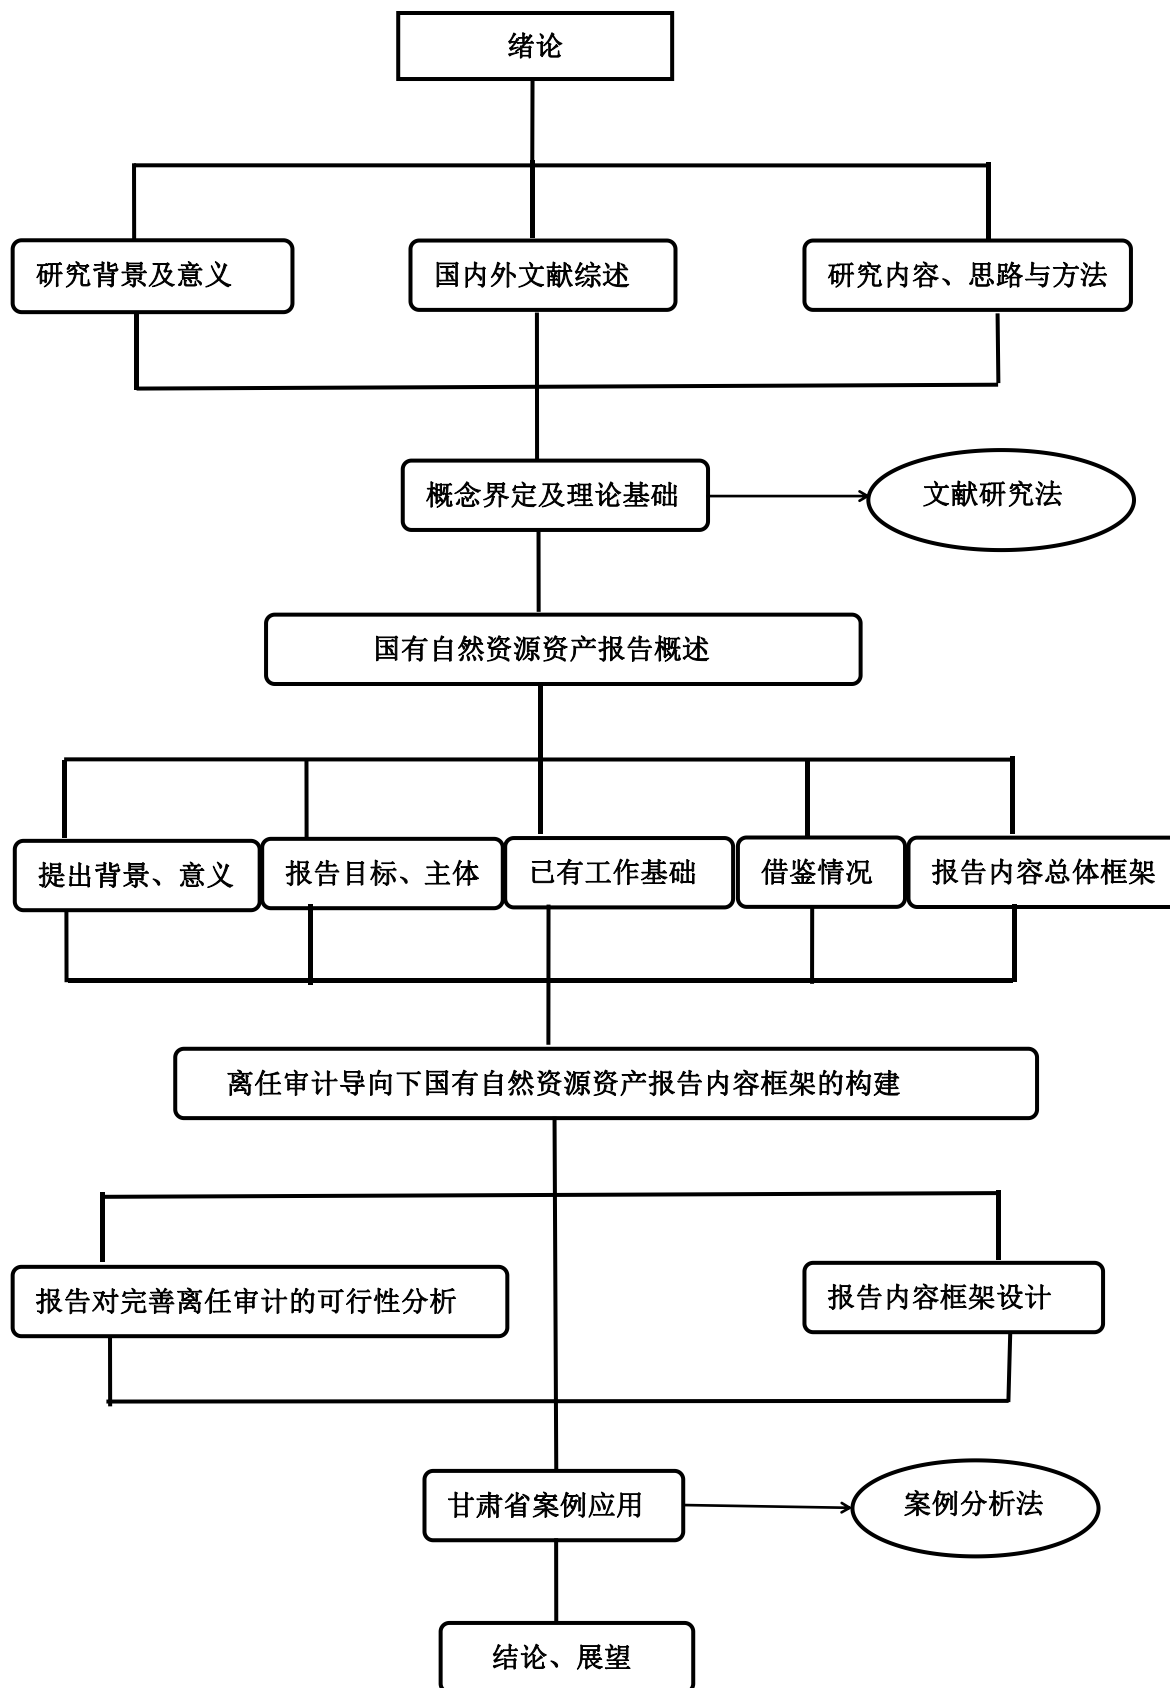 绪论
研究背景及意义
国内外文献综述
研究内容、思路与方法
概念界定及理论基础
文献研究法
国有自然资源资产报告概述
提出背景、意义
报告目标、主体
已有工作基础
借鉴情况
报告内容总体框架
离任审计导向下国有自然资源资产报告内容框架的构建
报告对完善离任审计的可行性分析
报告内容框架设计
甘肃省案例应用
案例分析法
结论、展望